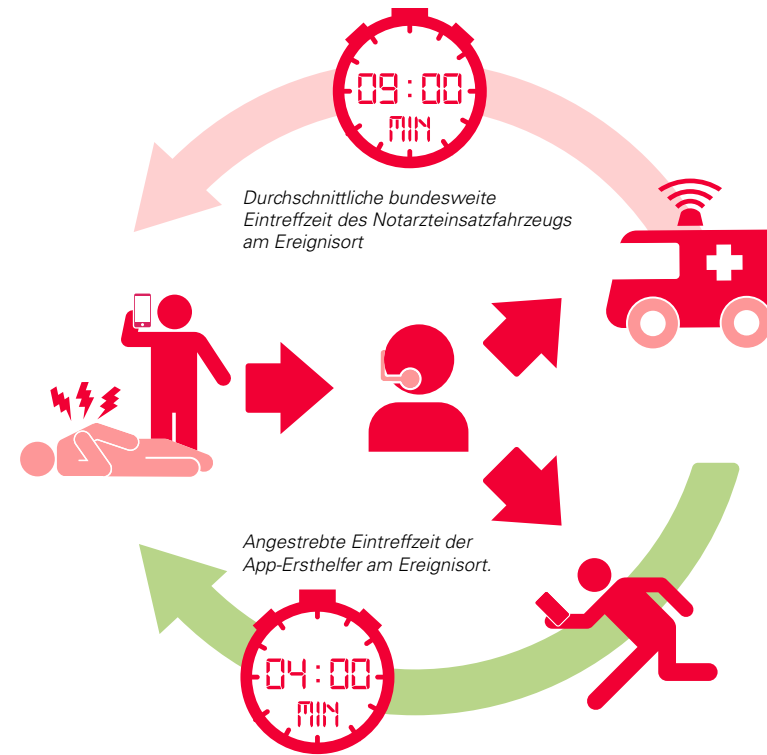 09:00
MIN
Durchschnittliche bundesweite
Eintreffzeit des Notarzteinsatzfahrzeugs
am Ereignisort
Angestrebte Eintreffzeit der
App-Ersthelfer am Ereignisort.
04:00
MIN